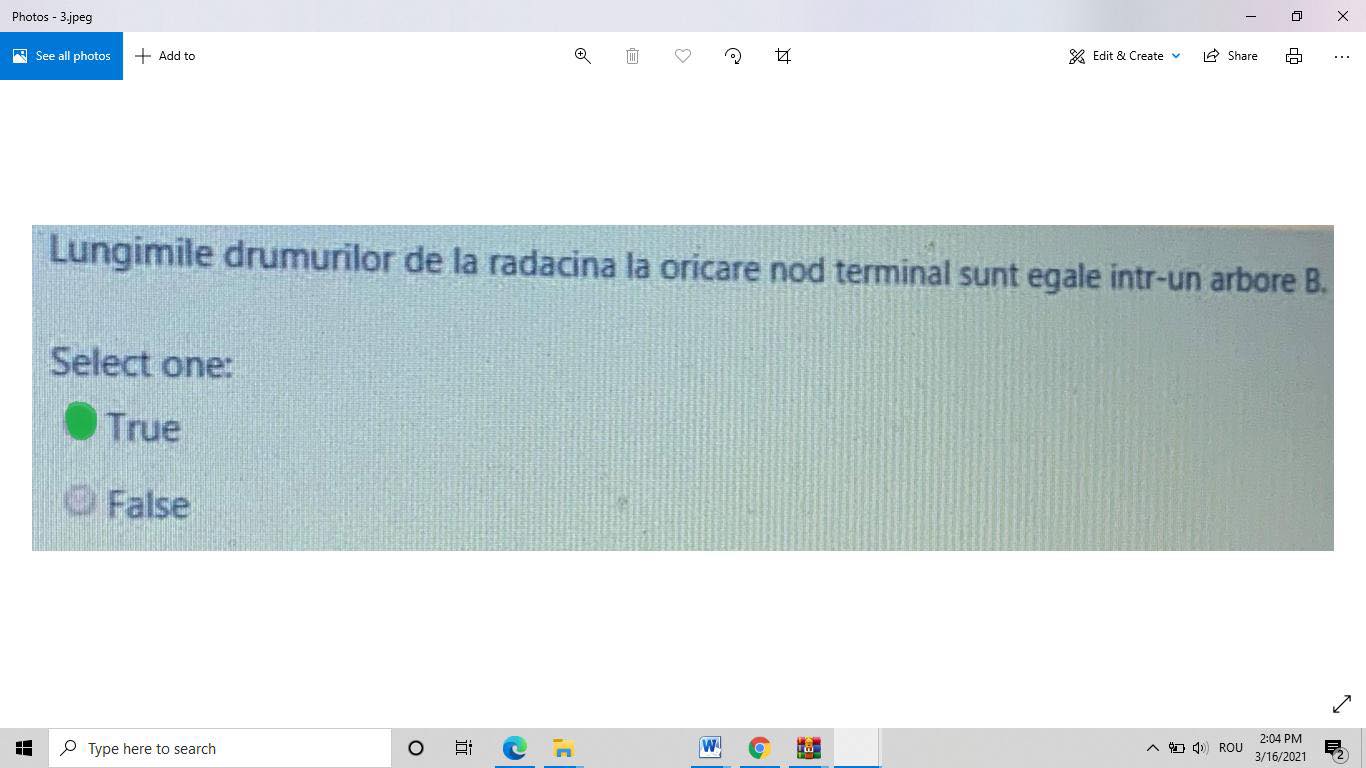 Photos - 3.jpeg
See all photos
Add to
Edit & Create
Share
Lungimile drumurilor de la radacina la oricare nod terminal sunt egale intr-un arbore B.
Select one:
True
False
Type here to search
W
ROU
2:04 PM
3/16/2021
2